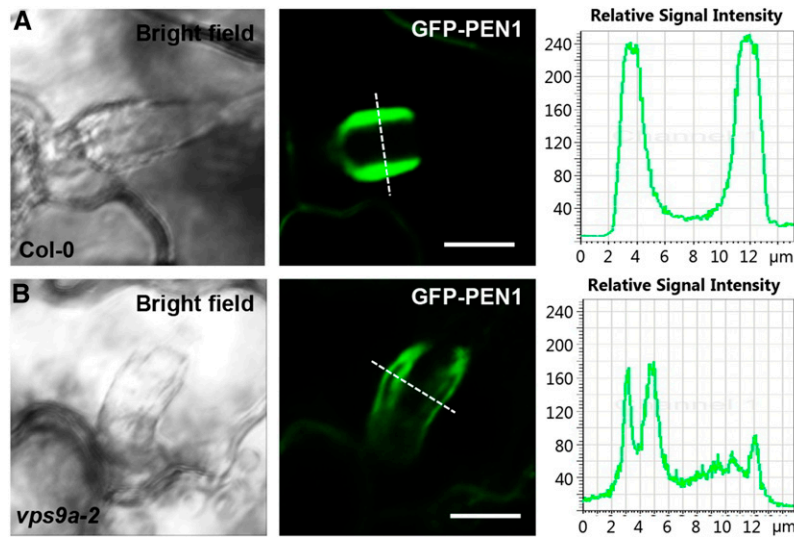 A
Bright field
Col-0
GFP-PEN1
Relative Signal Intensity
240
200
160
120
80
40
0 2 4 6 8 10 12 μm
B
Bright field
vps9a-2
GFP-PEN1
Relative Signal Intensity
240
200
160
120
80
40
0 2 4 6 8 10 12 μm